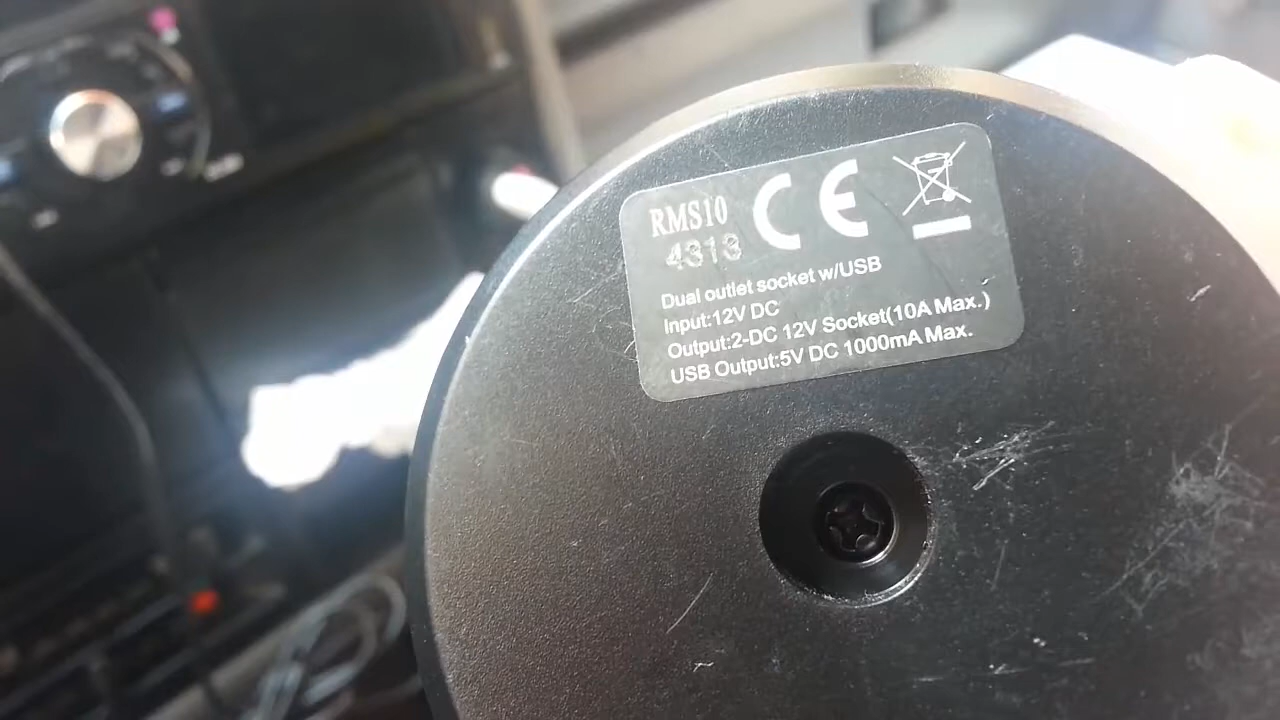 RMS10
4313
CE
Dual outlet socket w/USB
Input:12V DC
Output:2-DC 12V Socket(10A Max.)
USB Output:5V DC 1000mA Max.